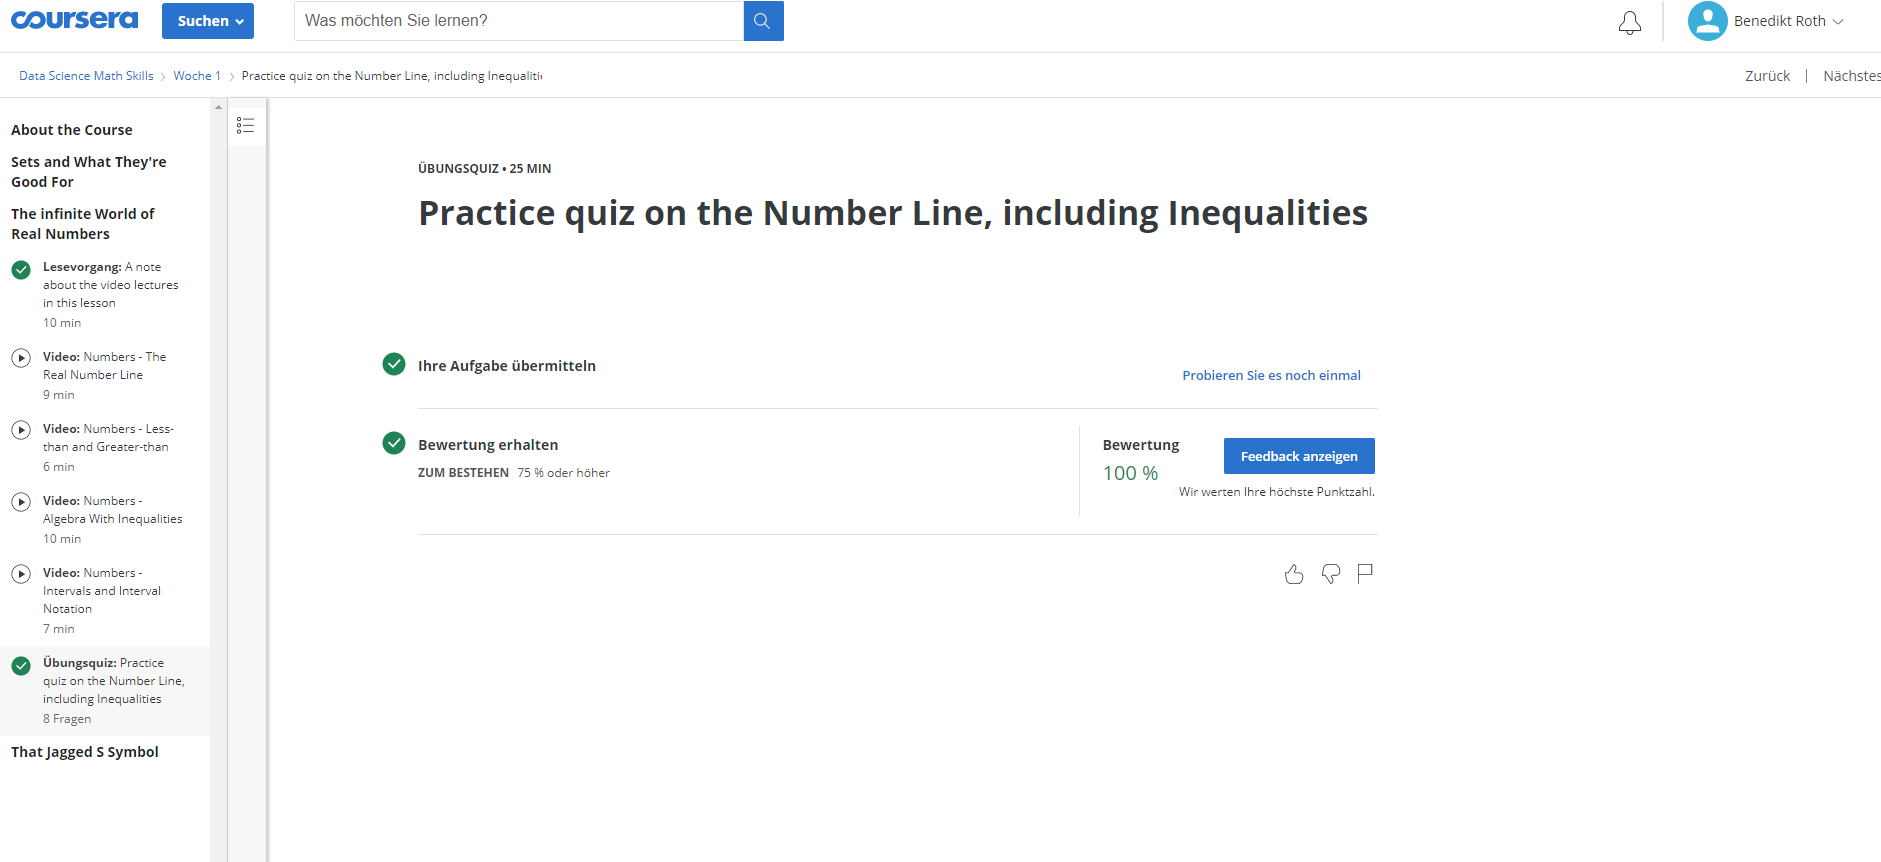 coursera
Suchen
Was möchten Sie lernen?
Benedikt Roth
Data Science Math Skills
Woche 1
Practice quiz on the Number Line, including Inequaliti
Zurück | Nächstes
About the Course
Sets and What They're
Good For
The infinite World of
Real Numbers
Lesevorgang: A note
about the video lectures
in this lesson
10 min
Video: Numbers - The
Real Number Line
9 min
Video: Numbers - Less-
than and Greater-than
6 min
Video: Numbers -
Algebra With Inequalities
10 min
Video: Numbers -
Intervals and Interval
Notation
7 min
Übungsquiz: Practice
quiz on the Number Line,
including Inequalities
8 Fragen
That Jagged S Symbol
ÜBUNGSQUIZ • 25 MIN
Practice quiz on the Number Line, including Inequalities
Ihre Aufgabe übermitteln
Probieren Sie es noch einmal
Bewertung erhalten
ZUM BESTEHEN 75 % oder höher
Bewertung
100 %
Feedback anzeigen
Wir werten Ihre höchste Punktzahl.